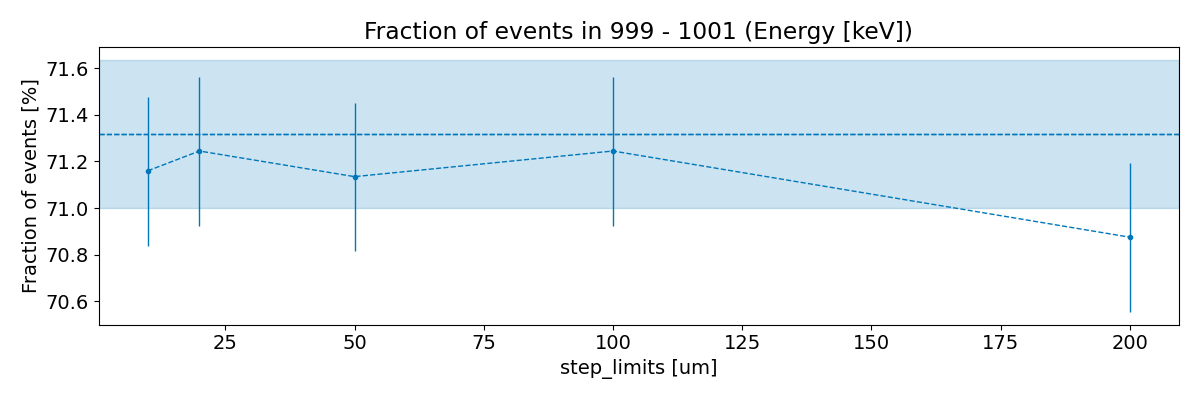 Fraction of events in 999 - 1001 (Energy [keV])
Fraction of events [%]
71.6
71.4
71.2
71.0
70.8
70.6
25 50 75 100 125 150 175 200
step_limits [um]